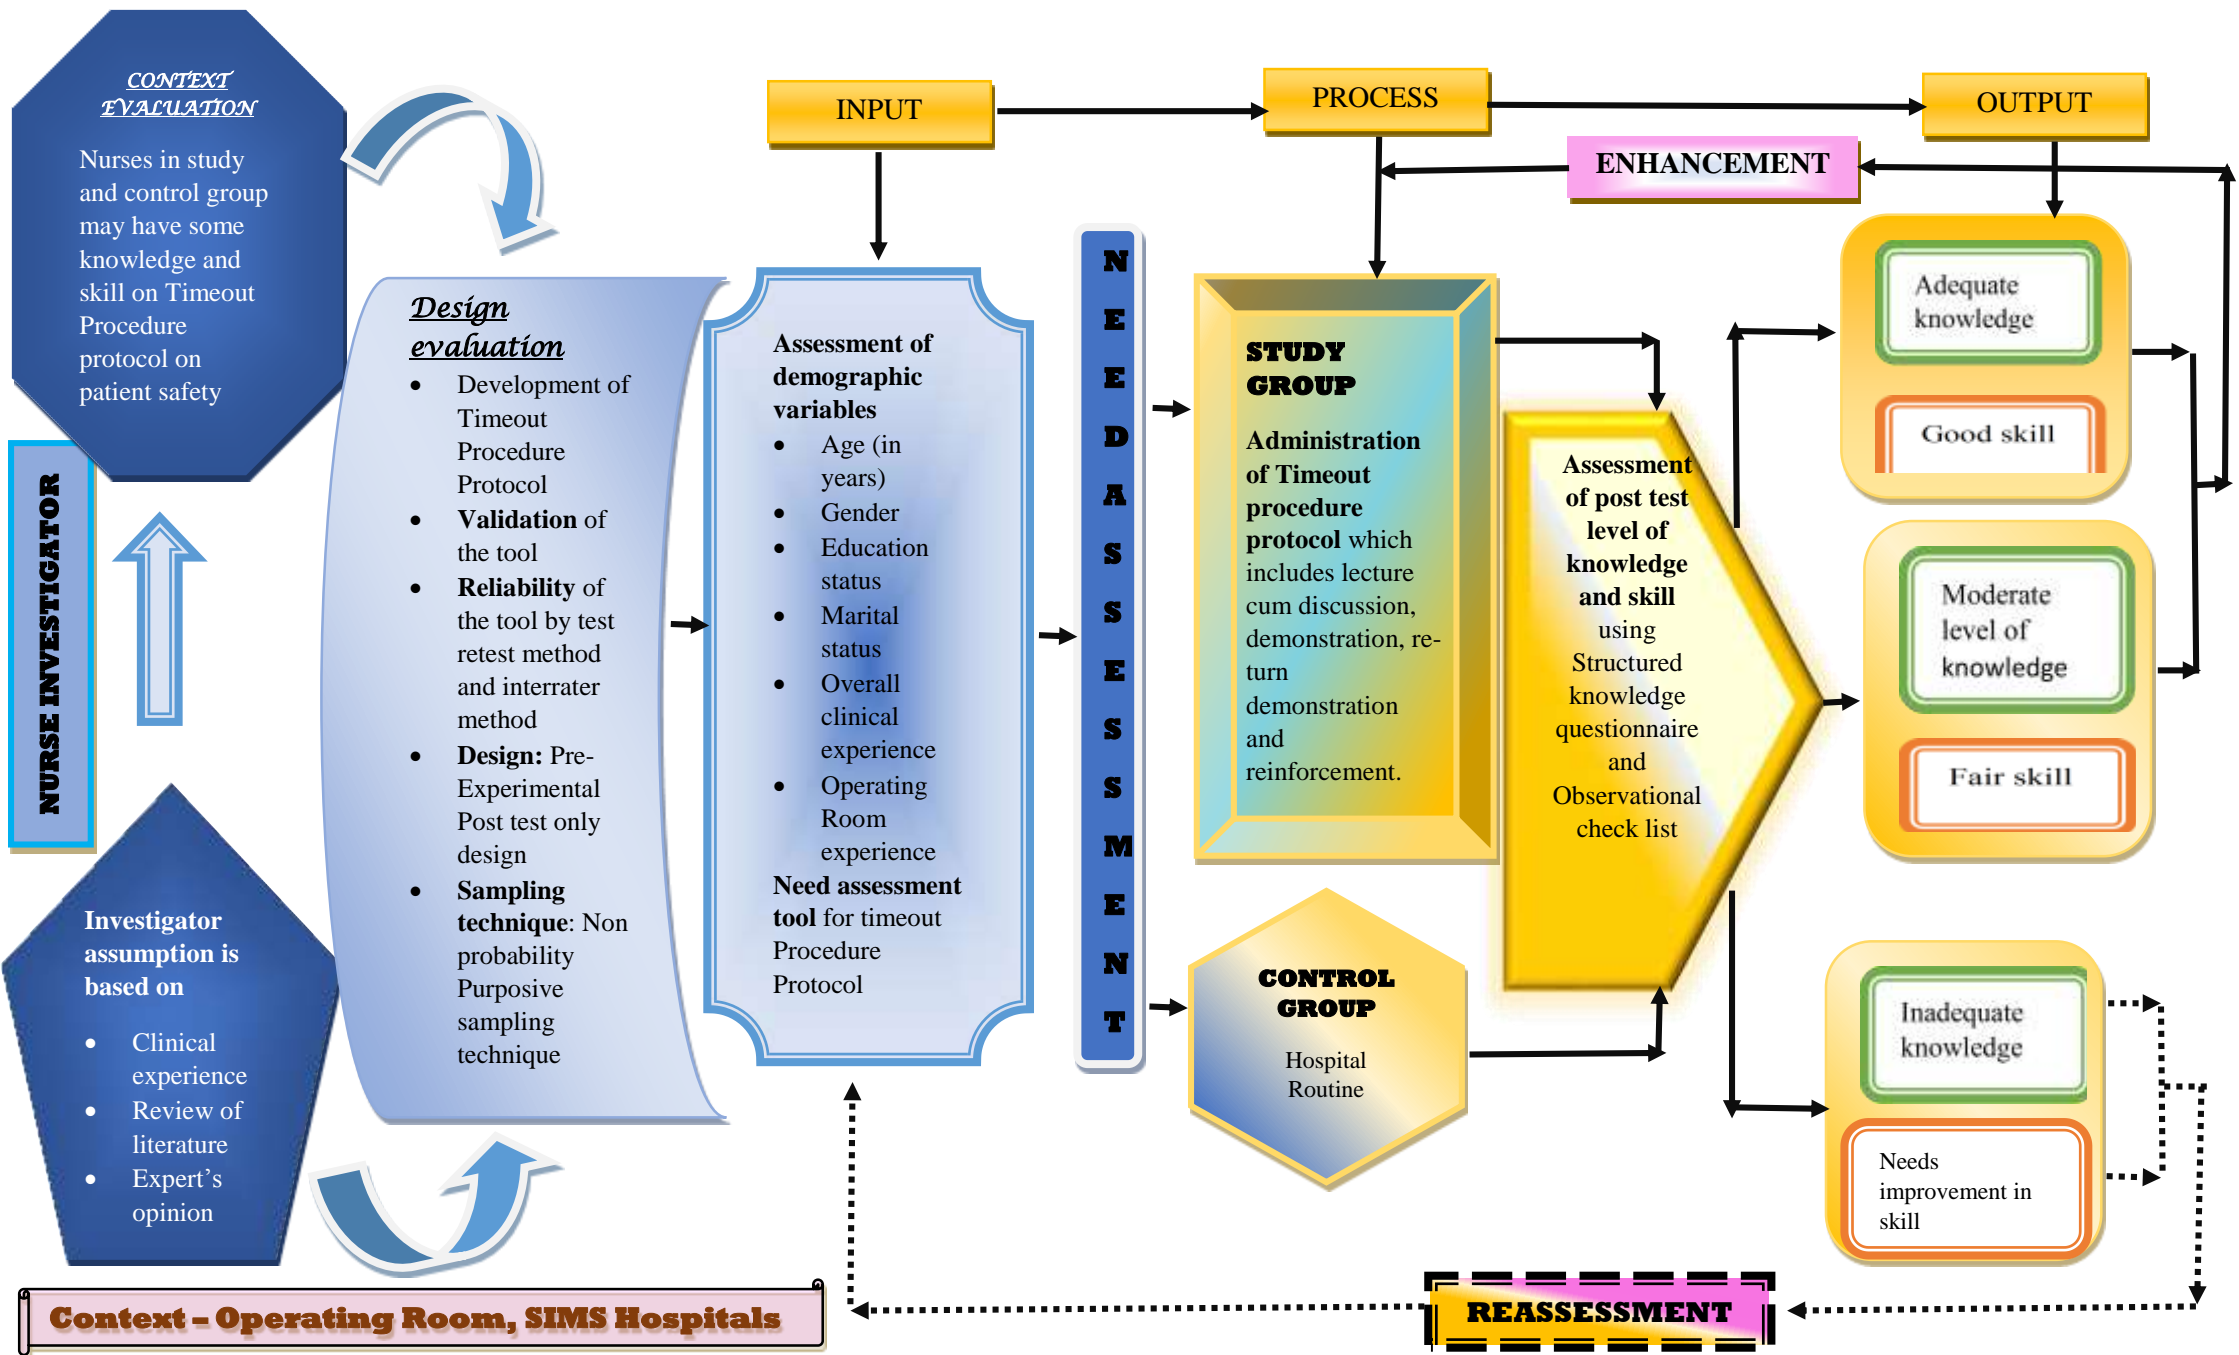 CONTEXT
EVALUATION
Nurses in study
and control group
may have some
knowledge and
skill on Timeout
Procedure
protocol on
patient safety
NURSE INVESTIGATOR
Investigator
assumption is
based on
• Clinical
experience
• Review of
literature
• Expert’s
opinion
Design
evaluation
• Development of
Timeout
Procedure
Protocol
• Validation of
the tool
• Reliability of
the tool by test
retest method
and interrater
method
• Design: Pre-
Experimental
Post test only
design
• Sampling
technique: Non
probability
Purposive
sampling
technique
INPUT
Assessment of
demographic
variables
• Age (in
years)
• Gender
• Education
status
• Marital
status
• Overall
clinical
experience
• Operating
Room
experience
Need assessment
tool for timeout
Procedure
Protocol
N
E
E
D
A
S
S
E
S
S
M
E
N
T
PROCESS
ENHANCEMENT
STUDY
GROUP
Administration
of Timeout
procedure
protocol which
includes lecture
cum discussion,
demonstration, re-
turn
demonstration
and
reinforcement.
CONTROL
GROUP
Hospital
Routine
Assessment
of post test
level of
knowledge
and skill
using
Structured
knowledge
questionnaire
and
Observational
check list
OUTPUT
Adequate
knowledge
Good skill
Moderate
level of
knowledge
Fair skill
Inadequate
knowledge
Needs
improvement in
skill
REASSESSMENT
Context – Operating Room, SIMS Hospitals